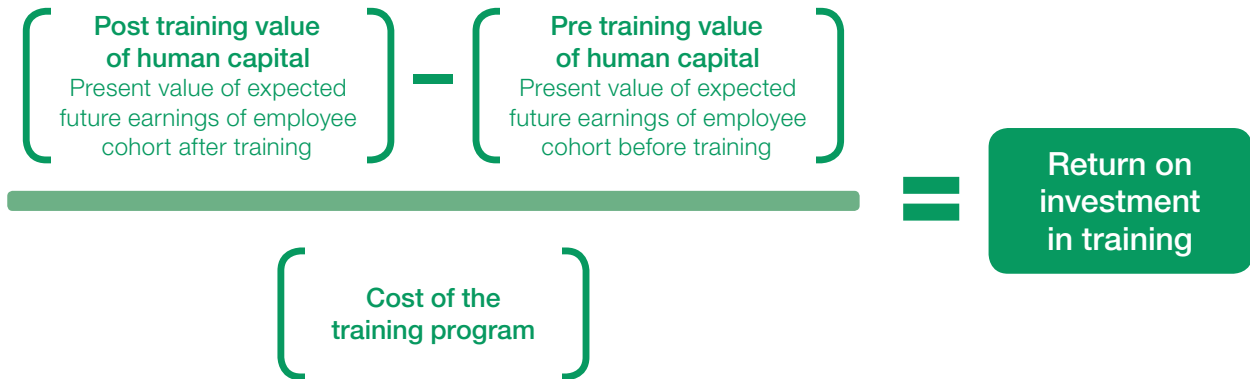 Post training value
of human capital
Present value of expected
future earnings of employee
cohort after training
Pre training value
of human capital
Present value of expected
future earnings of employee
cohort before training
Cost of the
training program
Return on
investment
in training